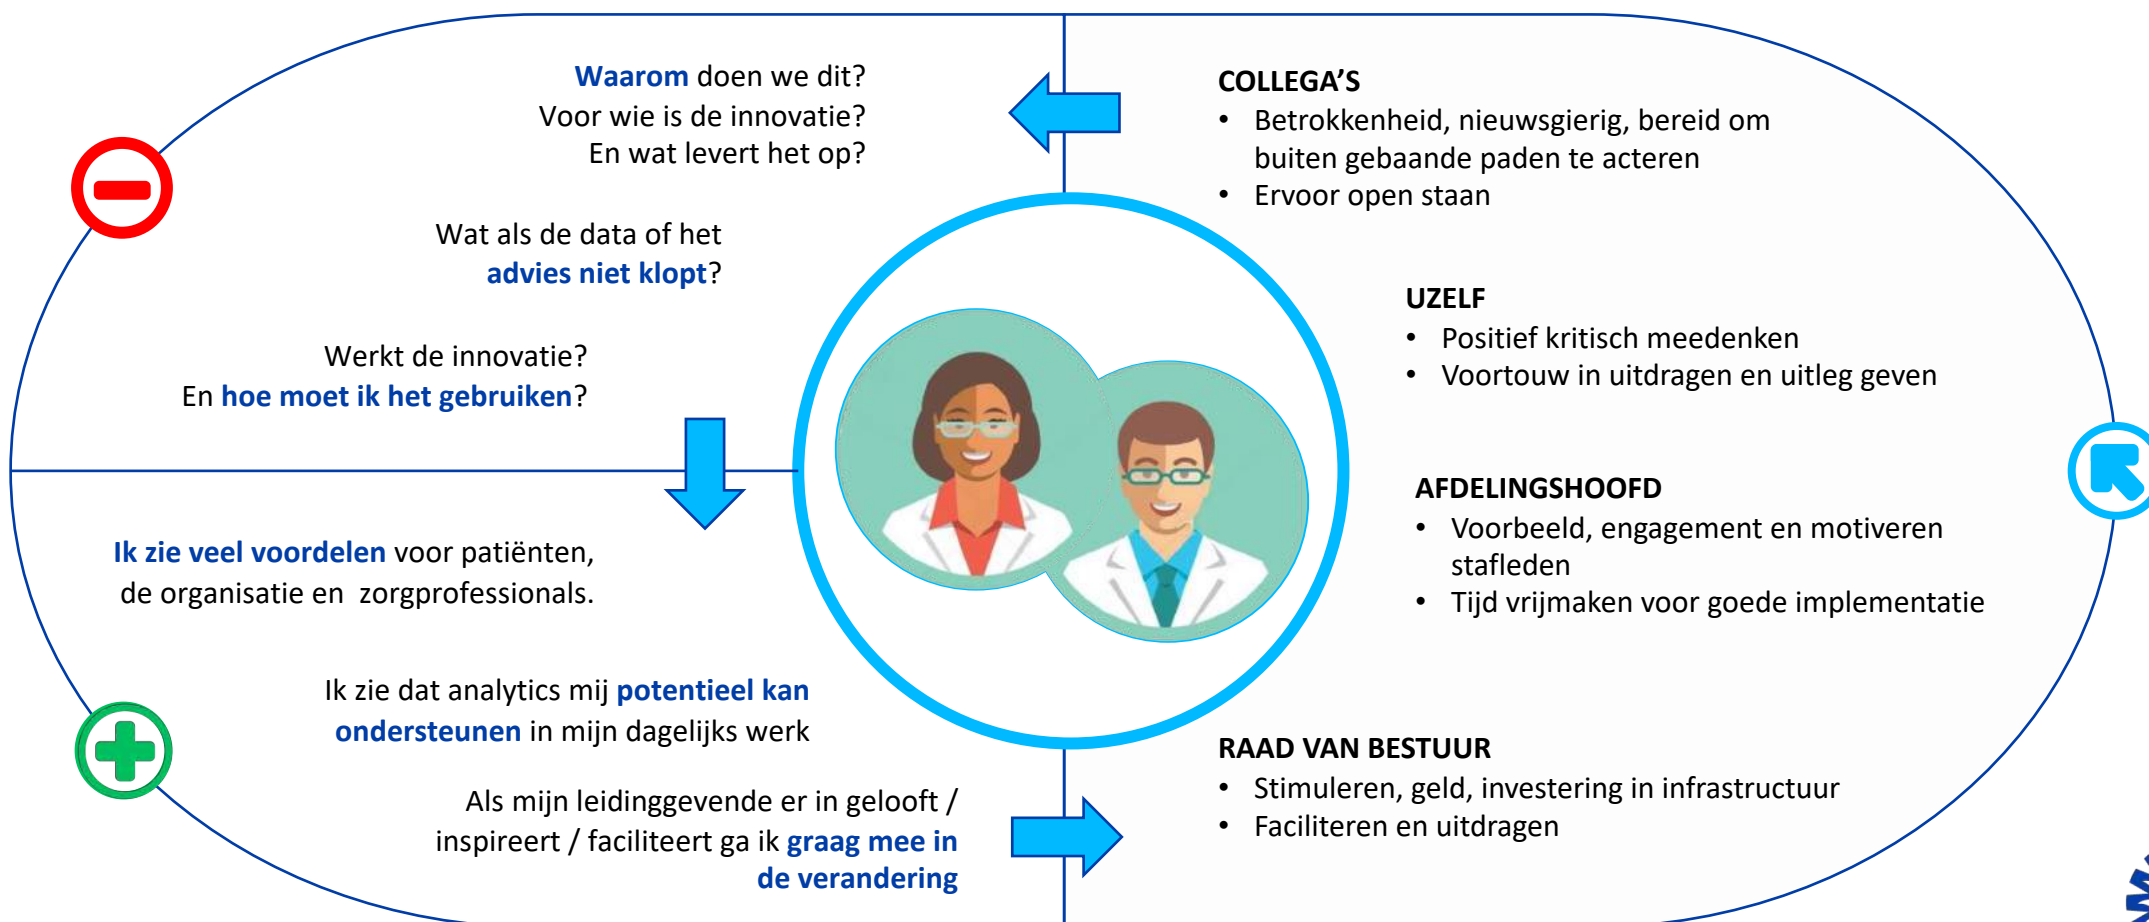 Waarom doen we dit?
Voor wie is de innovatie?
En wat levert het op?
Wat als de data of het
advies niet klopt?
Werkt de innovatie?
En hoe moet ik het gebruiken?
Ik zie veel voordelen voor patiënten,
de organisatie en zorgprofessionals.
Ik zie dat analytics mij potentieel kan
ondersteunen in mijn dagelijks werk
Als mijn leidinggevende er in gelooft /
inspireert / faciliteert ga ik graag mee in
de verandering
COLLEGA'S
• Betrokkenheid, nieuwsgierig, bereid om
buiten gebaande paden te acteren
• Ervoor open staan
UZELF
• Positief kritisch meedenken
• Voortouw in uitdragen en uitleg geven
AFDELINGSHOOFD
• Voorbeeld, engagement en motiveren
stafleden
• Tijd vrijmaken voor goede implementatie
RAAD VAN BESTUUR
• Stimuleren, geld, investering in infrastructuur
• Faciliteren en uitdragen